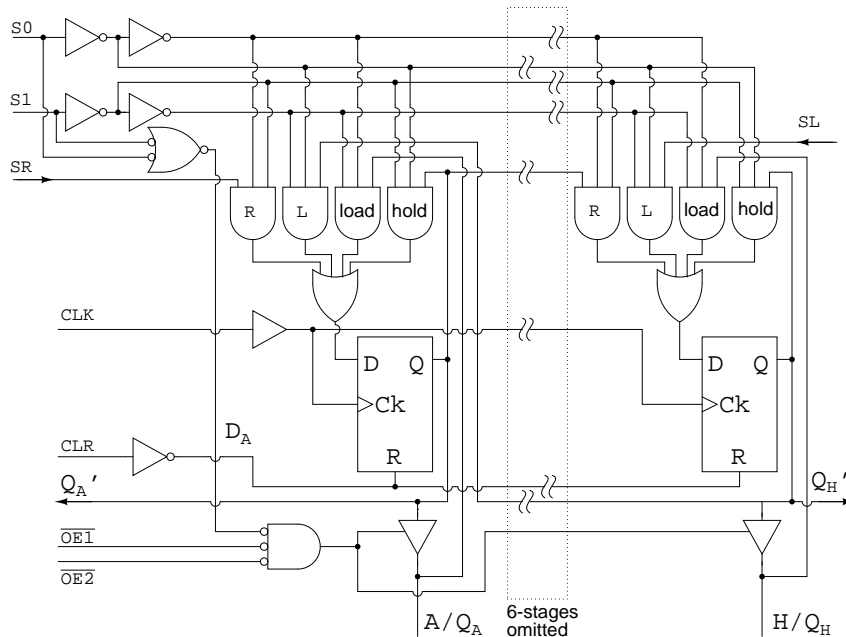 S0
S1
SL
SR
R L load hold
R L load hold
CLK
D Q
Ck
R
D Q
Ck
R
D_A
CLR
Q_A'
Q_H'
OE1
OE2
A/Q_A
6-stages
omitted
H/Q_H